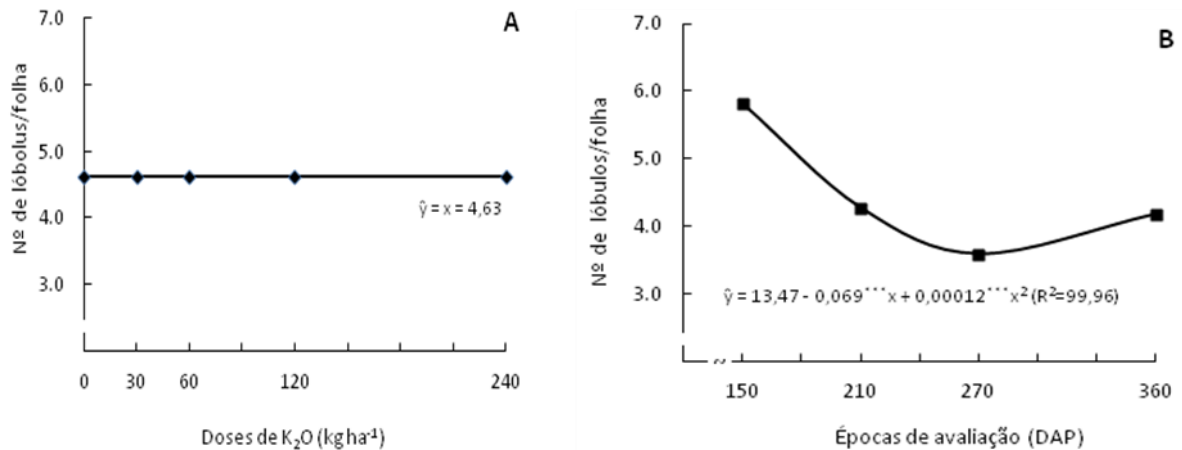 A
Nº de lóbolus/folha
7.0
6.0
5.0
4.0
3.0
ŷ = x = 4,63
0 30 60 120 240
Doses de K₂O (kg ha⁻¹)
B
Nº de lóbulos/folha
7.0
6.0
5.0
4.0
3.0
ŷ = 13,47 - 0,069***x + 0,00012***x² (R²=99,96)
~
150 210 270 360
Épocas de avaliação (DAP)